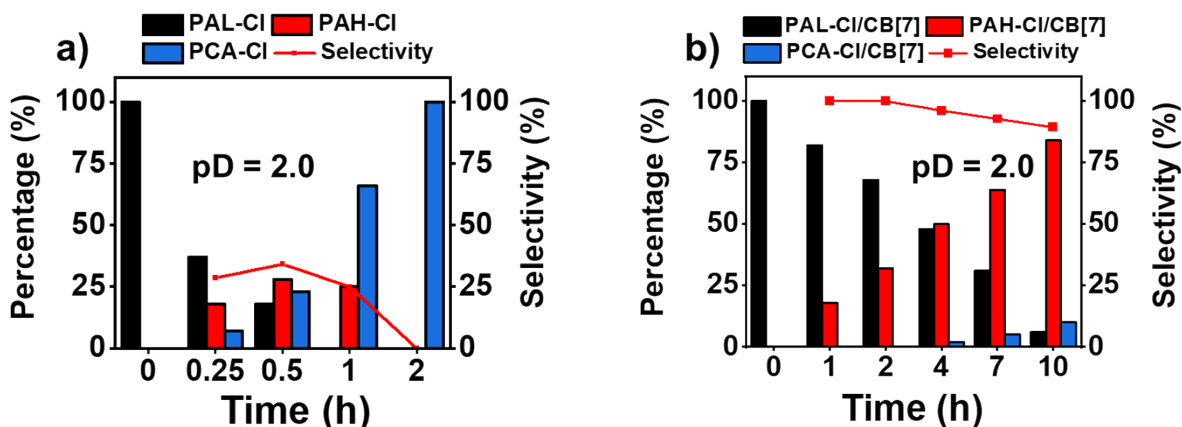 a)
PAL-Cl PAH-Cl
PCA-Cl Selectivity
Percentage (%)
100
75
50
25
0
pD = 2.0
100
75
50
25
0
Selectivity (%)
0 0.25 0.5 1 2
Time (h)
b)
PAL-Cl/CB[7] PAH-Cl/CB[7]
PCA-Cl/CB[7] Selectivity
Percentage (%)
100
75
50
25
0
pD = 2.0
100
75
50
25
0
Selectivity (%)
0 1 2 4 7 10
Time (h)